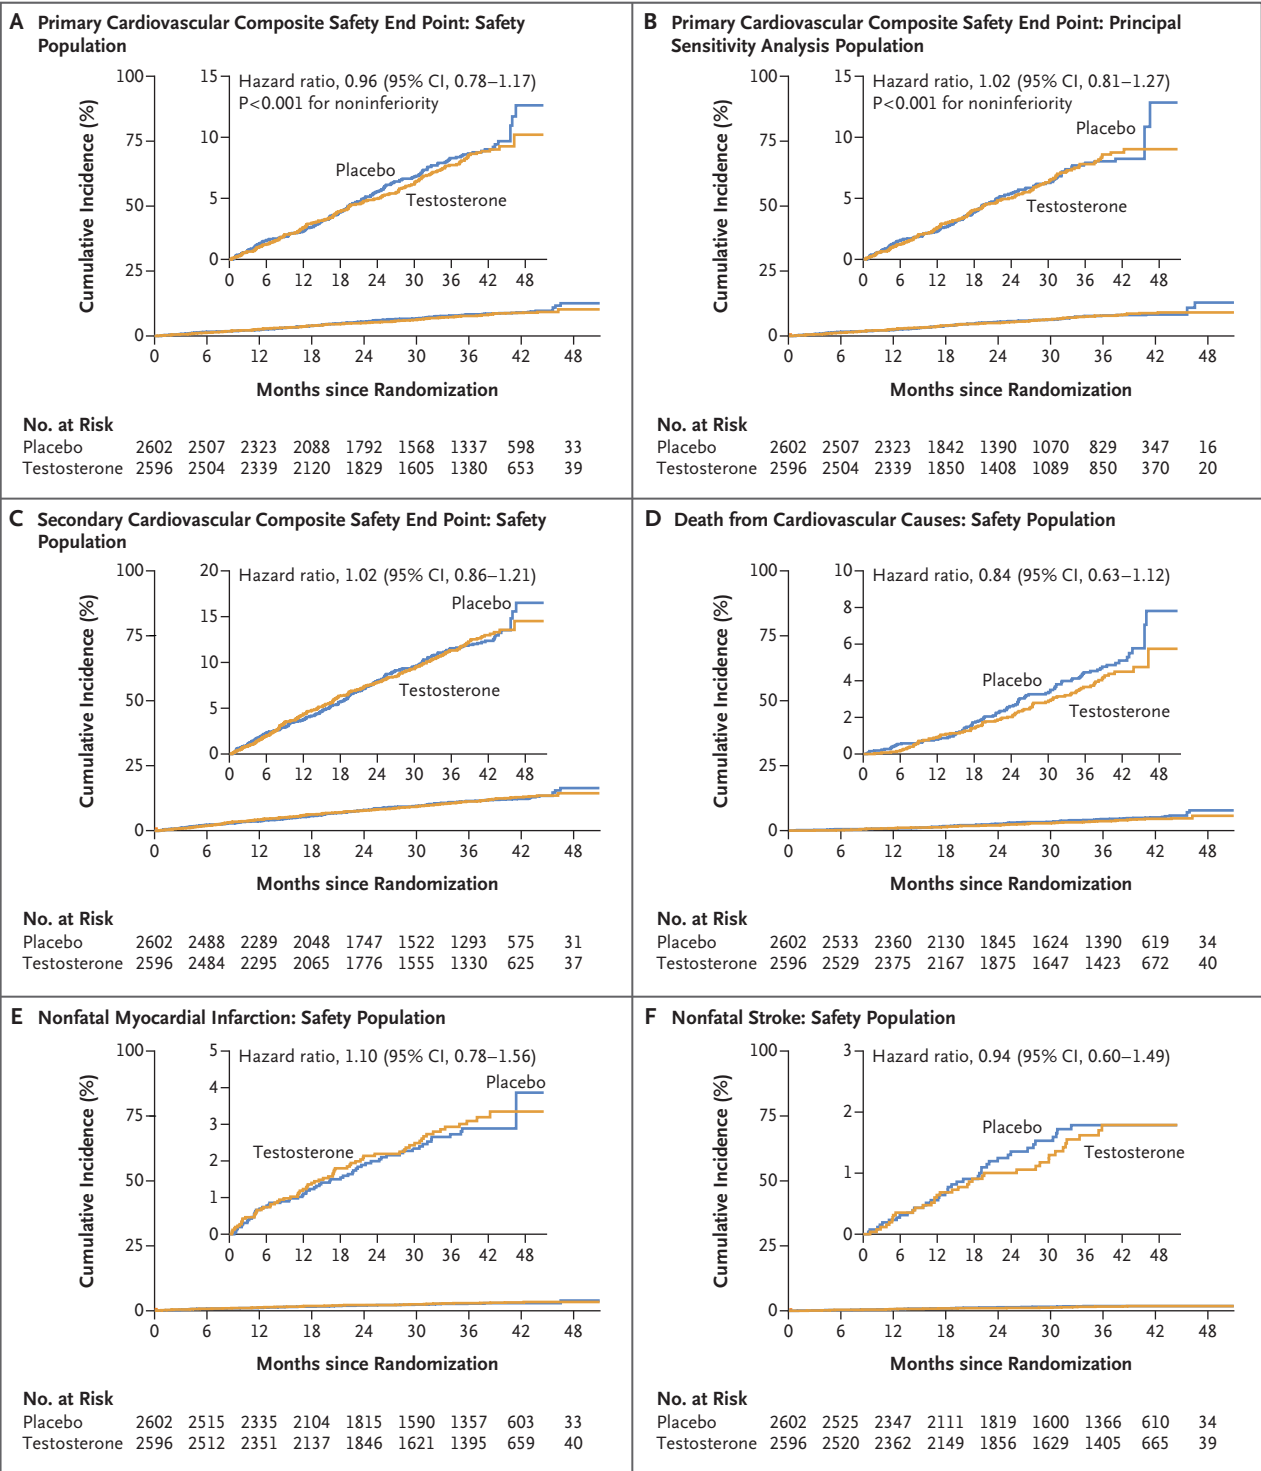 A Primary Cardiovascular Composite Safety End Point: Safety
Population
100
75
50
25
0
Cumulative Incidence (%)
15
10
5
0
Hazard ratio, 0.96 (95% CI, 0.78–1.17)
P<0.001 for noninferiority
Placebo
Testosterone
0 6 12 18 24 30 36 42 48
0 6 12 18 24 30 36 42 48
Months since Randomization
No. at Risk
Placebo 2602 2507 2323 2088 1792 1568 1337 598 33
Testosterone 2596 2504 2339 2120 1829 1605 1380 653 39
B Primary Cardiovascular Composite Safety End Point: Principal
Sensitivity Analysis Population
100
75
50
25
0
Cumulative Incidence (%)
15
10
5
0
Hazard ratio, 1.02 (95% CI, 0.81–1.27)
P<0.001 for noninferiority
Placebo
Testosterone
0 6 12 18 24 30 36 42 48
0 6 12 18 24 30 36 42 48
Months since Randomization
No. at Risk
Placebo 2602 2507 2323 1842 1390 1070 829 347 16
Testosterone 2596 2504 2339 1850 1408 1089 850 370 20
C Secondary Cardiovascular Composite Safety End Point: Safety
Population
100
75
50
25
0
Cumulative Incidence (%)
20
15
10
5
0
Hazard ratio, 1.02 (95% CI, 0.86–1.21)
Placebo
Testosterone
0 6 12 18 24 30 36 42 48
0 6 12 18 24 30 36 42 48
Months since Randomization
No. at Risk
Placebo 2602 2488 2289 2048 1747 1522 1293 575 31
Testosterone 2596 2484 2295 2065 1776 1555 1330 625 37
D Death from Cardiovascular Causes: Safety Population
100
75
50
25
0
Cumulative Incidence (%)
10
8
6
4
2
0
Hazard ratio, 0.84 (95% CI, 0.63–1.12)
Placebo
Testosterone
0 6 12 18 24 30 36 42 48
0 6 12 18 24 30 36 42 48
Months since Randomization
No. at Risk
Placebo 2602 2533 2360 2130 1845 1624 1390 619 34
Testosterone 2596 2529 2375 2167 1875 1647 1423 672 40
E Nonfatal Myocardial Infarction: Safety Population
100
75
50
25
0
Cumulative Incidence (%)
5
4
3
2
1
0
Hazard ratio, 1.10 (95% CI, 0.78–1.56)
Placebo
Testosterone
0 6 12 18 24 30 36 42 48
0 6 12 18 24 30 36 42 48
Months since Randomization
No. at Risk
Placebo 2602 2515 2335 2104 1815 1590 1357 603 33
Testosterone 2596 2512 2351 2137 1846 1621 1395 659 40
F Nonfatal Stroke: Safety Population
100
75
50
25
0
Cumulative Incidence (%)
3
2
1
0
Hazard ratio, 0.94 (95% CI, 0.60–1.49)
Placebo
Testosterone
0 6 12 18 24 30 36 42 48
0 6 12 18 24 30 36 42 48
Months since Randomization
No. at Risk
Placebo 2602 2525 2347 2111 1819 1600 1366 610 34
Testosterone 2596 2520 2362 2149 1856 1629 1405 665 39